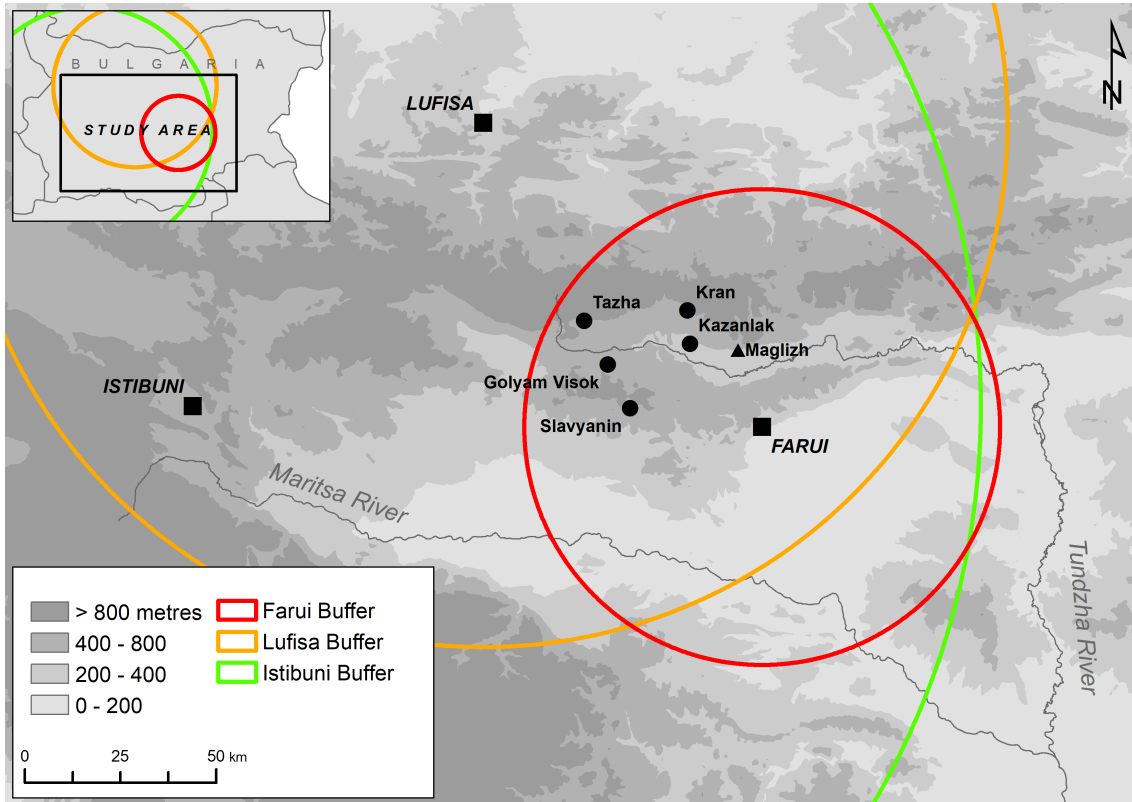 B U L G A R I A
STUDY AREA
N
LUFISA
Tazha
Kran
Kazanlak
Maglizh
Golyam Visok
ISTIBUNI
Slavyanin
FARUI
Maritsa River
Tundzha River
> 800 metres
400 - 800
200 - 400
0 - 200
Farui Buffer
Lufisa Buffer
Istibuni Buffer
0 25 50 km